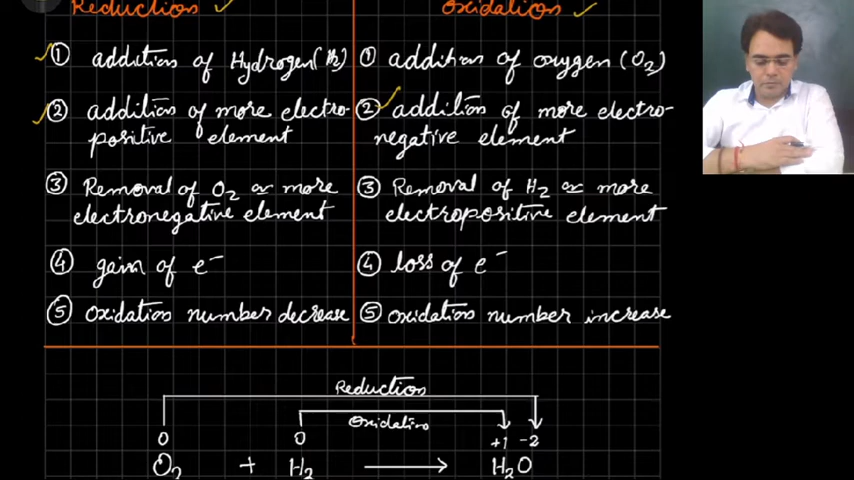 Reduction
Oxidation
① addition of Hydrogen (H₂)
① addition of oxygen (O₂)
② addition of more electro-
positive element
② addition of more electro-
negative element
③ Removal of O₂ or more
electronegative element
③ Removal of H₂ or more
electropositive element
④ gain of e⁻
④ loss of e⁻
⑤ Oxidation number decrease
⑤ Oxidation number increase
Reduction
Oxidation
0 0 +1 -2
O₂ + H₂ → H₂O